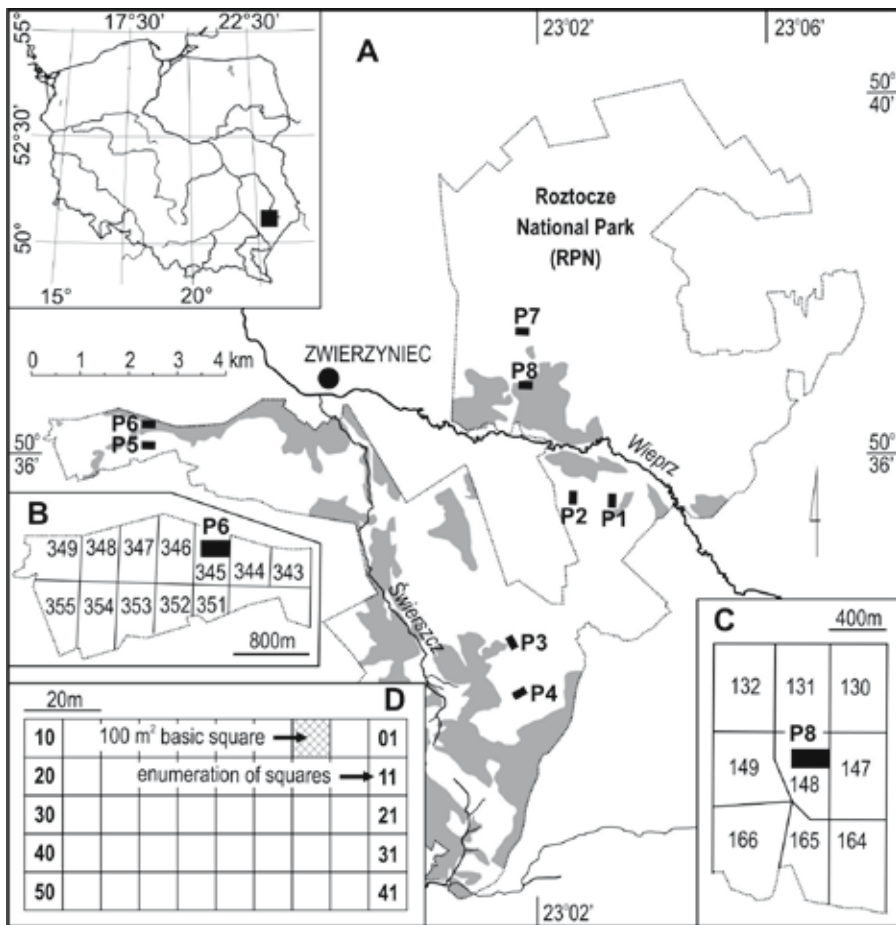 17°30' 22°30'
55°
52°30'
50°
15° 20°
A
23°02 23°06
50°
40'
Roztocze
National Park
(RPN)
0 1 2 3 4 km
ZWIERZYNIEC
P7
P8
P6
P5
50°
36'
50°
36'
Wieprz
P2 P1
B
P6
349 348 347 346 345 344 343
355 354 353 352 351
800m
Świerszcz
P3
P4
C
400m
132 131 130
P8
149 148 147
166 165 164
D
20m
10 100 m² basic square 01
20 enumeration of squares 11
30 21
40 31
50 41
23°02